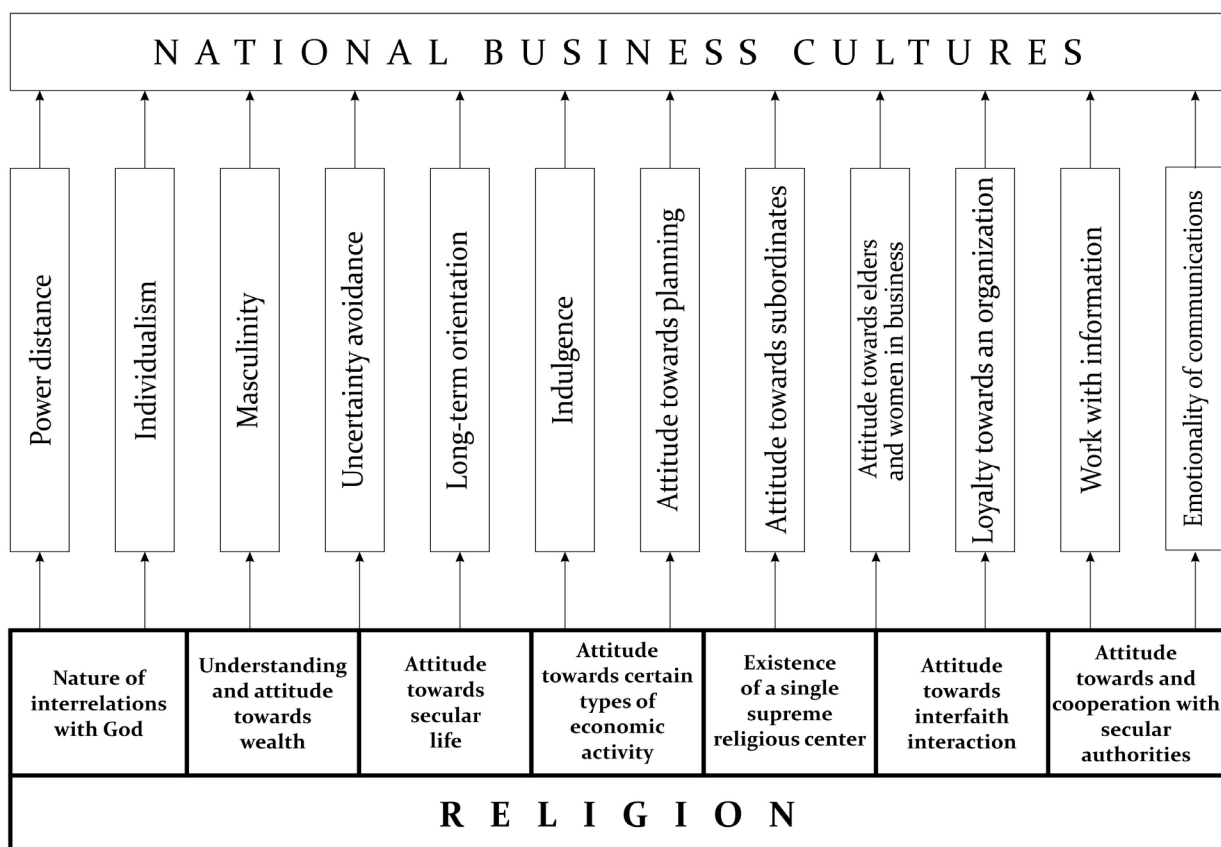 NATIONAL BUSINESS CULTURES
Power distance
Individualism
Masculinity
Uncertainty avoidance
Long-term orientation
Indulgence
Attitude towards planning
Attitude towards subordinates
Attitude towards elders
and women in business
Loyalty towards an organization
Work with information
Emotionality of communications
Nature of
interrelations
with God
Understanding
and attitude
towards
wealth
Attitude
towards
secular
life
Attitude
towards certain
types of
economic
activity
Existence
of a single
supreme
religious center
Attitude
towards
interfaith
interaction
Attitude
towards and
cooperation with
secular
authorities
RELIGION